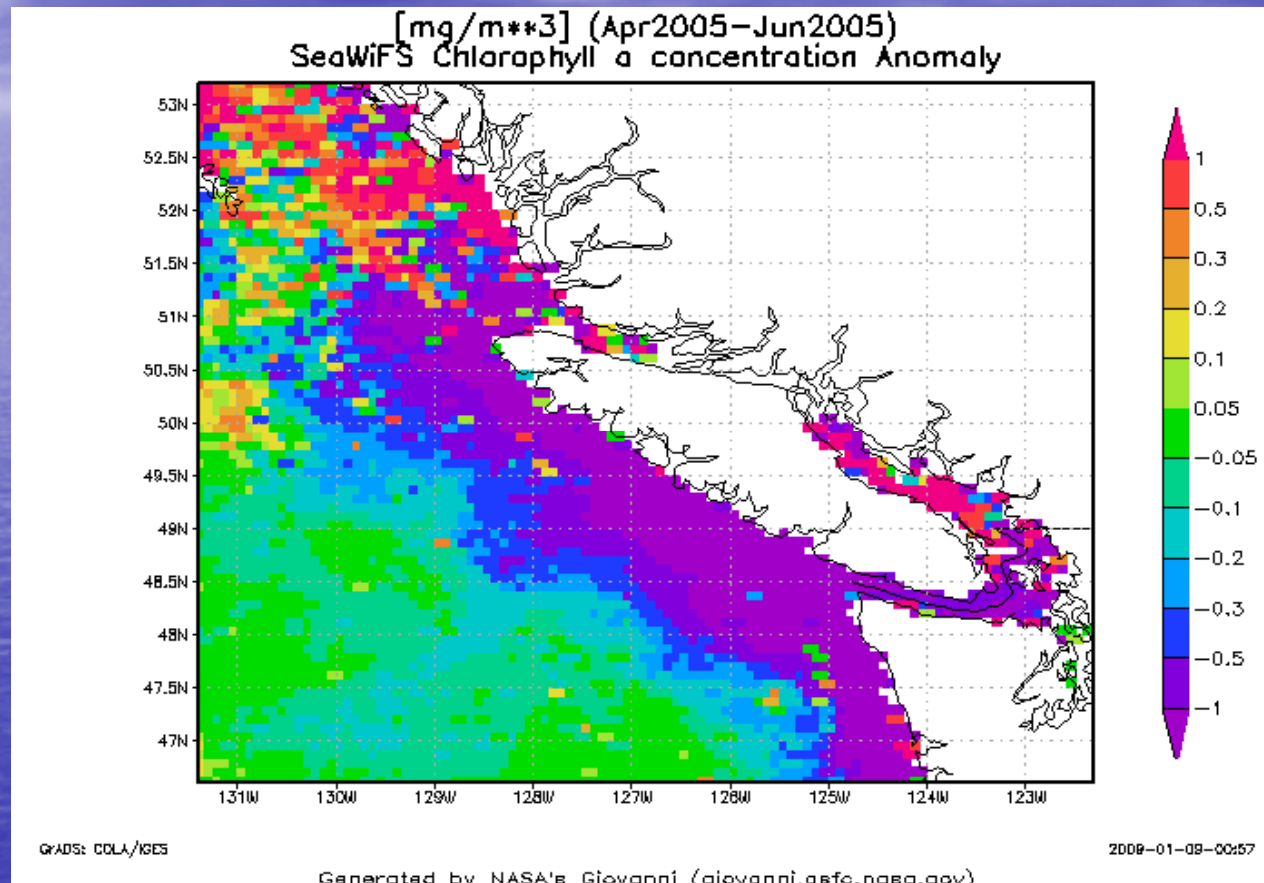 [mg/m**3] (Apr2005-Jun2005)
SeaWiFS Chlorophyll a concentration Anomaly
53N
52.5N
52N
51.5N
51N
50.5N
50N
49.5N
49N
48.5N
48N
47.5N
47N
131W 130W 129W 128W 127W 126W 125W 124W 123W
1
0.5
0.3
0.2
0.1
0.05
-0.05
-0.1
-0.2
-0.3
-0.5
-1
GrADS: COLA/IGES
2009-01-09-00:57
Generated by NASA's Giovanni (giovanni.gsfc.nasa.gov)